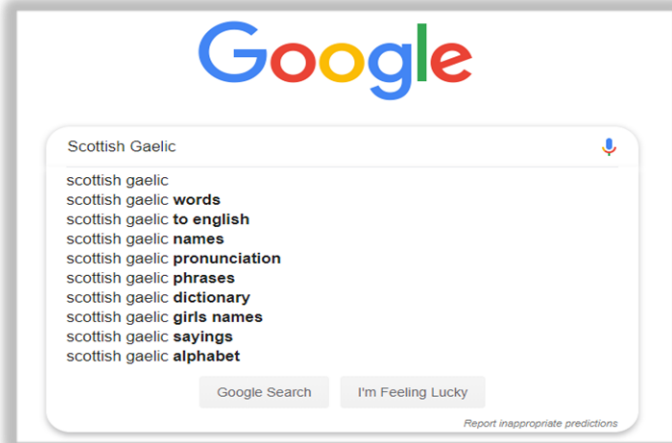 Google
Scottish Gaelic
scottish gaelic
scottish gaelic words
scottish gaelic to english
scottish gaelic names
scottish gaelic pronunciation
scottish gaelic phrases
scottish gaelic dictionary
scottish gaelic girls names
scottish gaelic sayings
scottish gaelic alphabet
Google Search I'm Feeling Lucky
Report inappropriate predictions